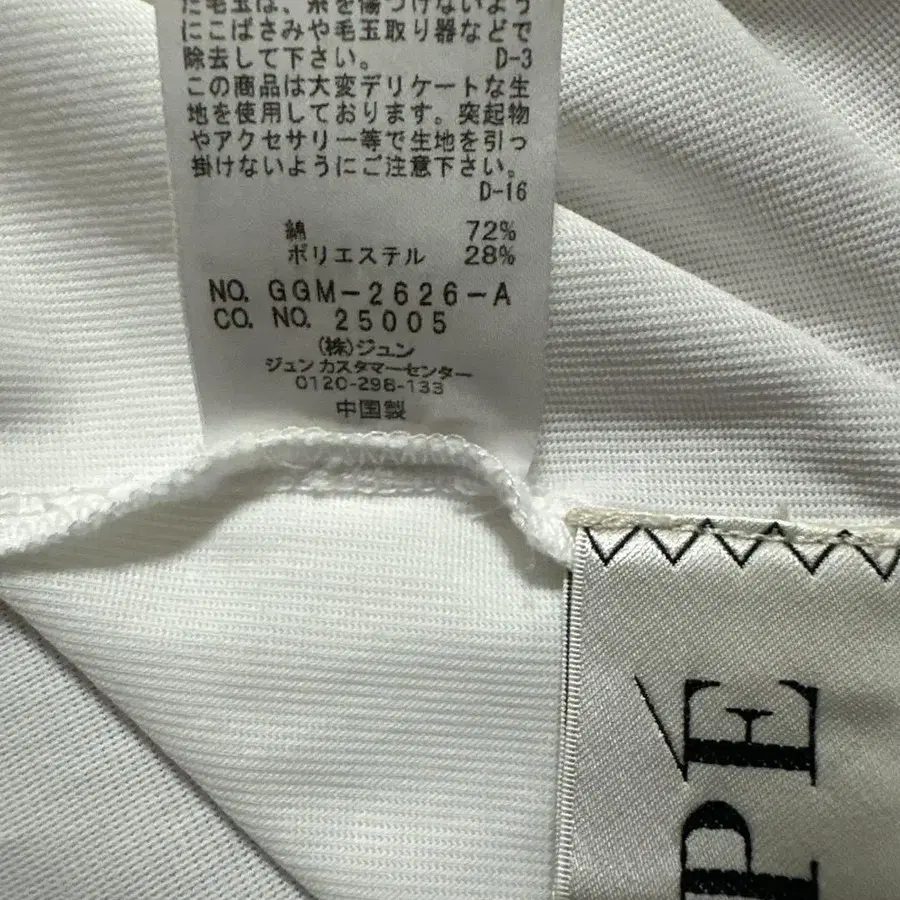 た毛玉は、糸を傷つけないよう
にこばさみや毛玉取り器などで
除去して下さい。 D-3
この商品は大変デリケートな生
地を使用しております。突起物
やアクセサリー等で生地を引っ
掛けないようにご注意下さい。
D-16
綿 72%
ポリエステル 28%
NO. GGM-2626-A
CO. NO. 25005
(株)ジュン
ジュン カスタマーセンター
0120-298-133
中国製
PÉ